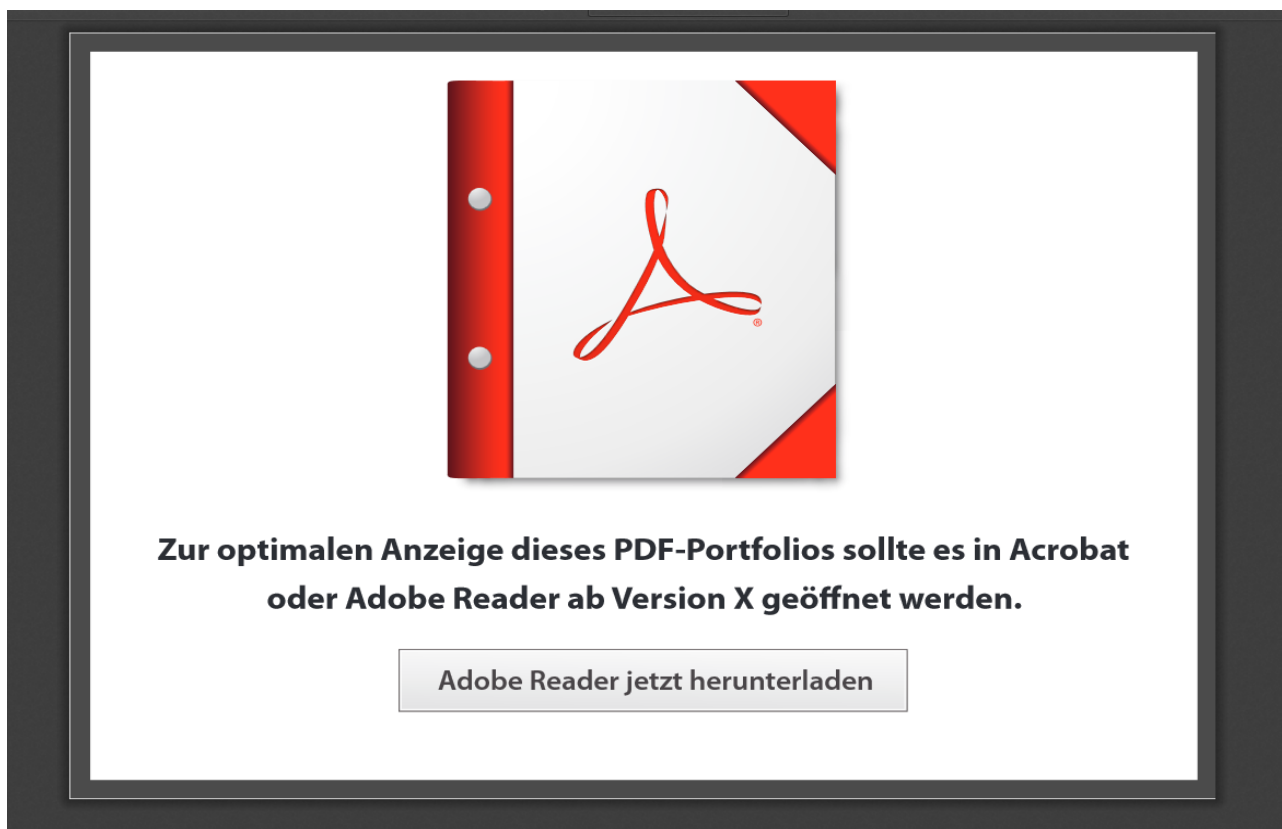 ®
Zur optimalen Anzeige dieses PDF-Portfolios sollte es in Acrobat
oder Adobe Reader ab Version X geöffnet werden.
Adobe Reader jetzt herunterladen